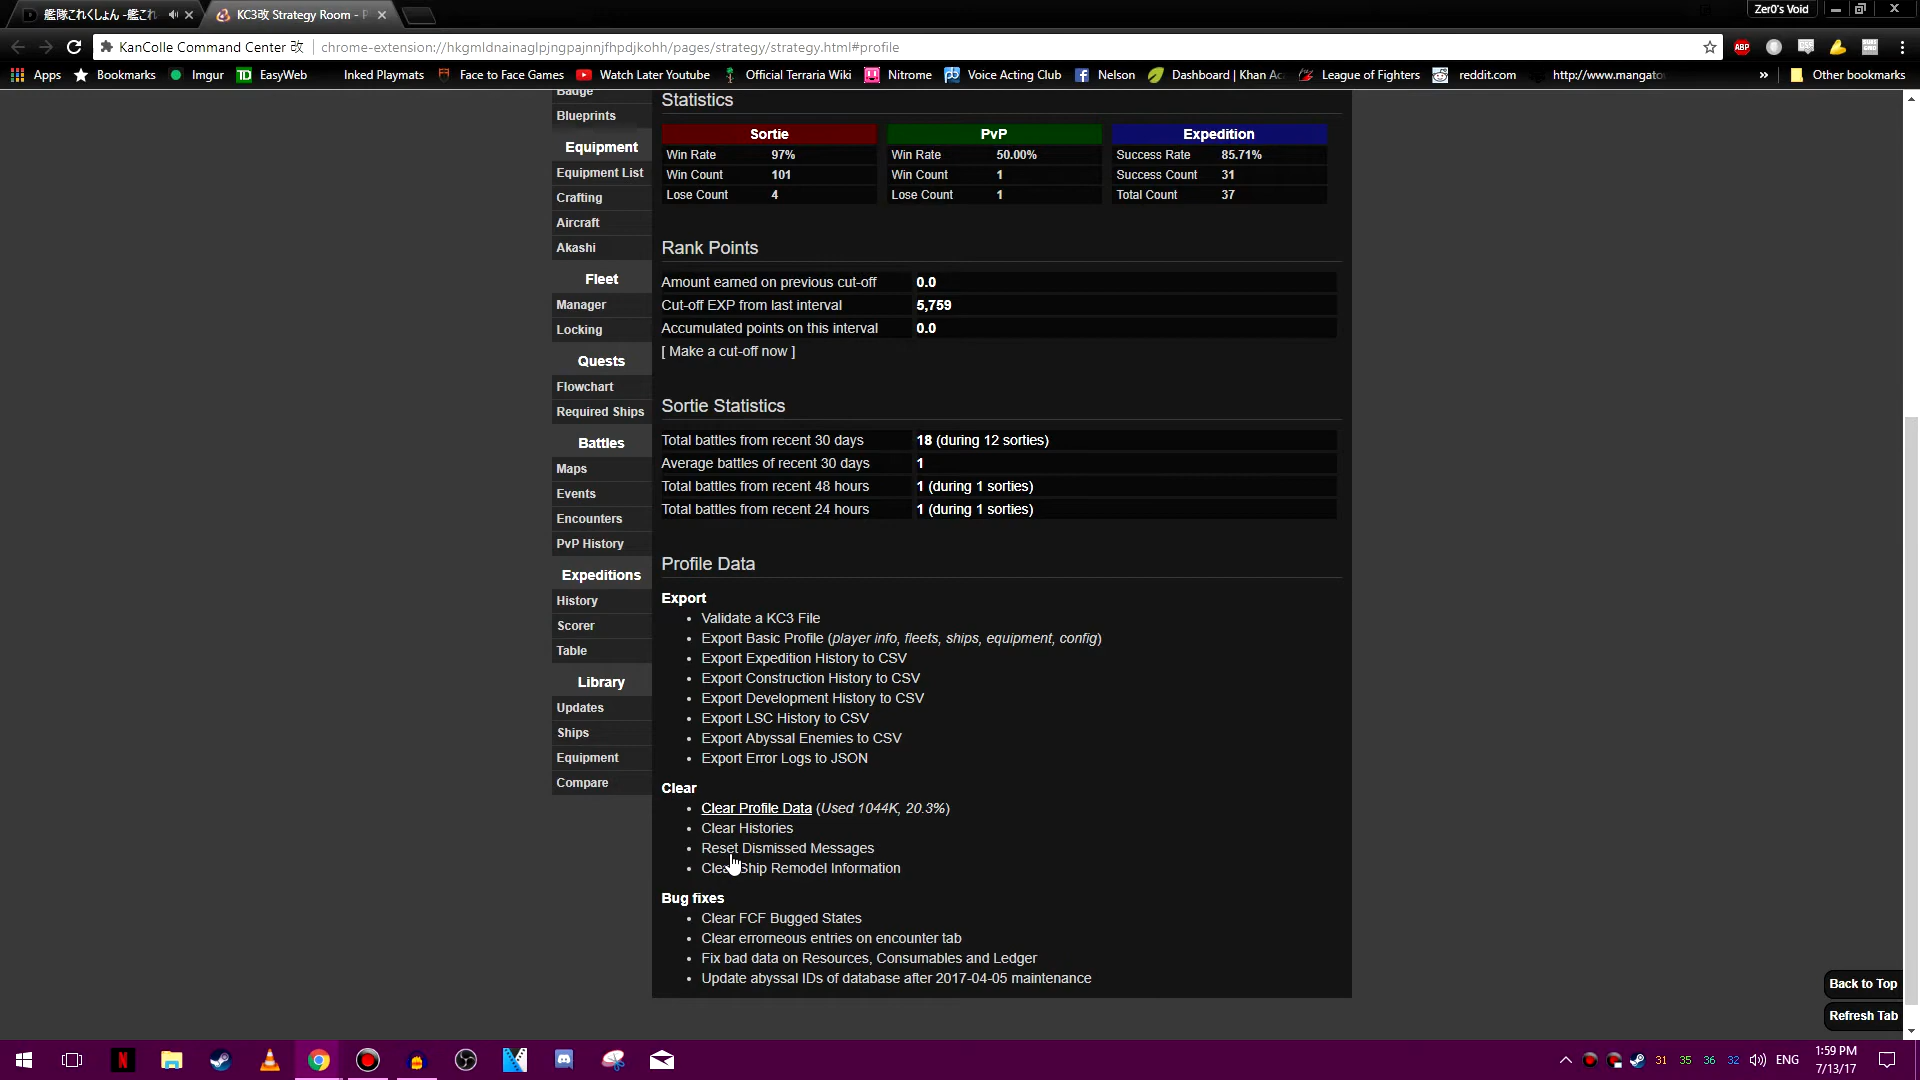 艦隊これくしょん -艦これ
KC3改 Strategy Room - P
Zer0's Void
KanColle Command Center 改
chrome-extension://hkgmldnainaglpjngpajnnjfhpdjkohh/pages/strategy/strategy.html#profile
ABP
Apps
Bookmarks
Imgur
TD
EasyWeb
Inked Playmats
Face to Face Games
Watch Later Youtube
Official Terraria Wiki
Nitrome
Voice Acting Club
Nelson
Dashboard | Khan Ac
League of Fighters
reddit.com
http://www.mangato
»
Other bookmarks
Badge
Blueprints
Equipment
Equipment List
Crafting
Aircraft
Akashi
Fleet
Manager
Locking
Quests
Flowchart
Required Ships
Battles
Maps
Events
Encounters
PvP History
Expeditions
History
Scorer
Table
Library
Updates
Ships
Equipment
Compare
Statistics
Sortie
Win Rate 97%
Win Count 101
Lose Count 4
PvP
Win Rate 50.00%
Win Count 1
Lose Count 1
Expedition
Success Rate 85.71%
Success Count 31
Total Count 37
Rank Points
Amount earned on previous cut-off 0.0
Cut-off EXP from last interval 5,759
Accumulated points on this interval 0.0
[ Make a cut-off now ]
Sortie Statistics
Total battles from recent 30 days 18 (during 12 sorties)
Average battles of recent 30 days 1
Total battles from recent 48 hours 1 (during 1 sorties)
Total battles from recent 24 hours 1 (during 1 sorties)
Profile Data
Export
• Validate a KC3 File
• Export Basic Profile (player info, fleets, ships, equipment, config)
• Export Expedition History to CSV
• Export Construction History to CSV
• Export Development History to CSV
• Export LSC History to CSV
• Export Abyssal Enemies to CSV
• Export Error Logs to JSON
Clear
• Clear Profile Data (Used 1044K, 20.3%)
• Clear Histories
• Reset Dismissed Messages
• Clear Ship Remodel Information
Bug fixes
• Clear FCF Bugged States
• Clear errorneous entries on encounter tab
• Fix bad data on Resources, Consumables and Ledger
• Update abyssal IDs of database after 2017-04-05 maintenance
Back to Top
Refresh Tab
31 35 36 32 ENG
1:59 PM
7/13/17